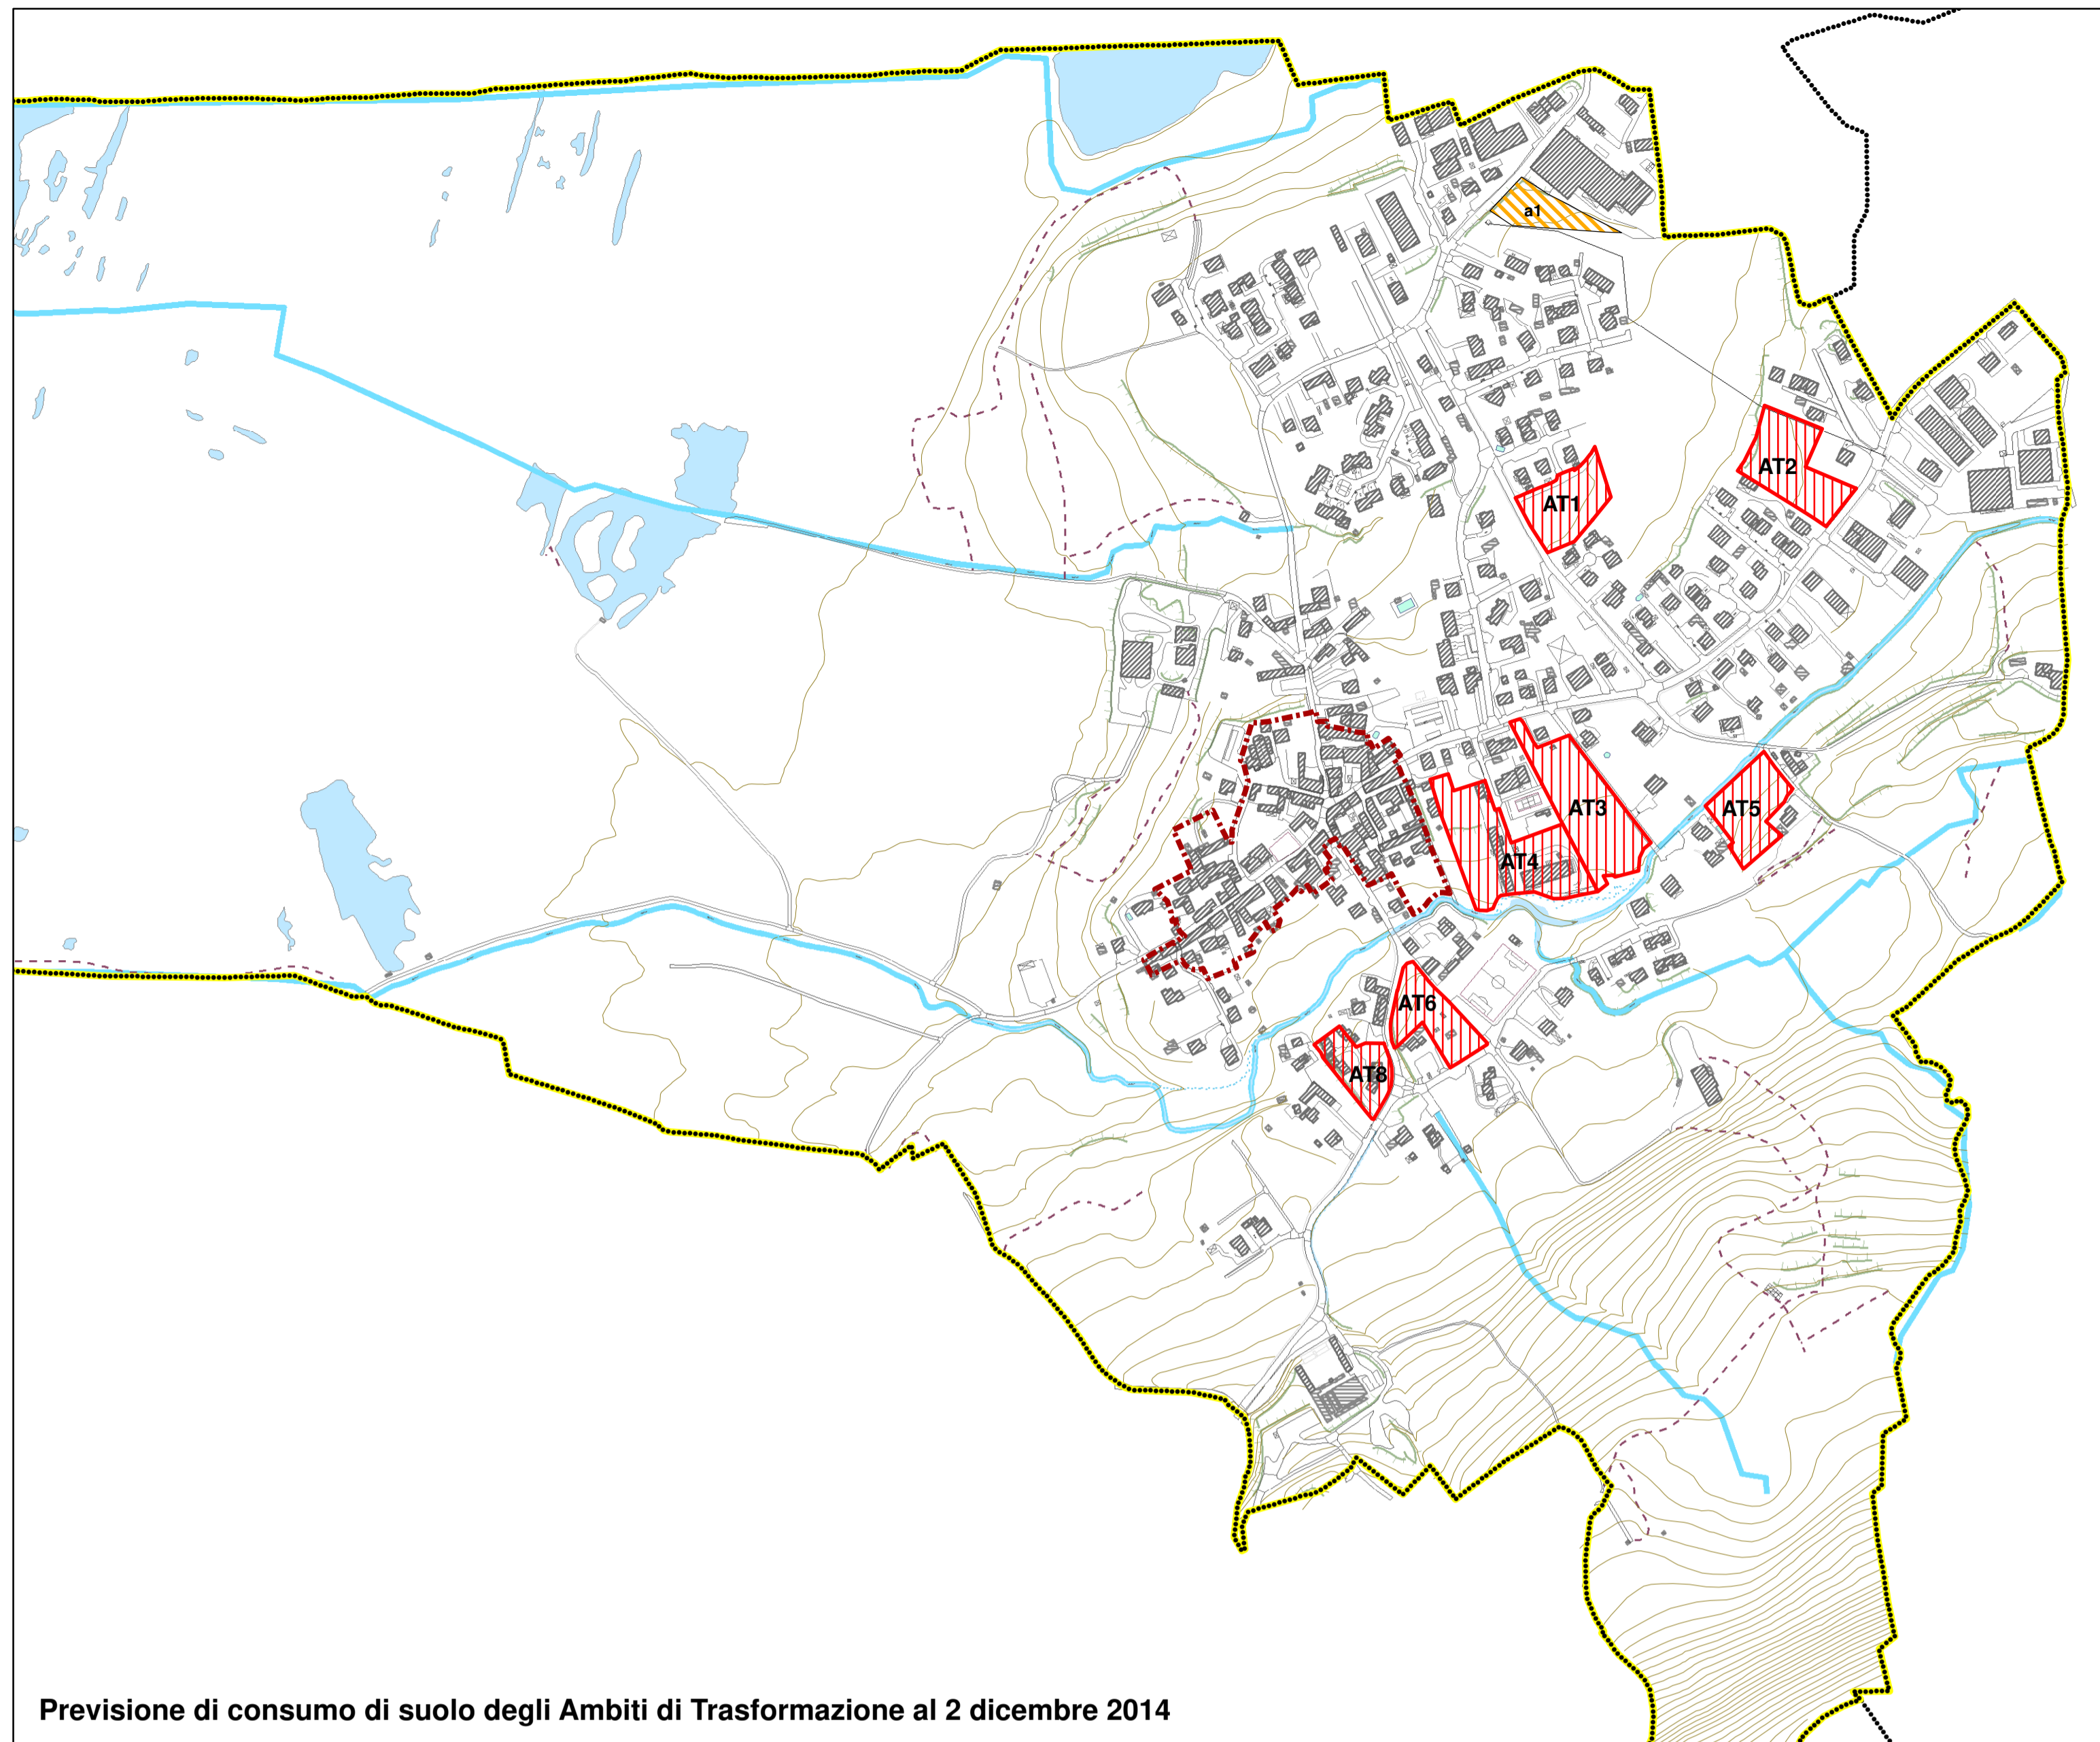 a1
AT2
AT1
AT3
AT5
AT4
AT6
AT8
Previsione di consumo di suolo degli Ambiti di Trasformazione al 2 dicembre 2014